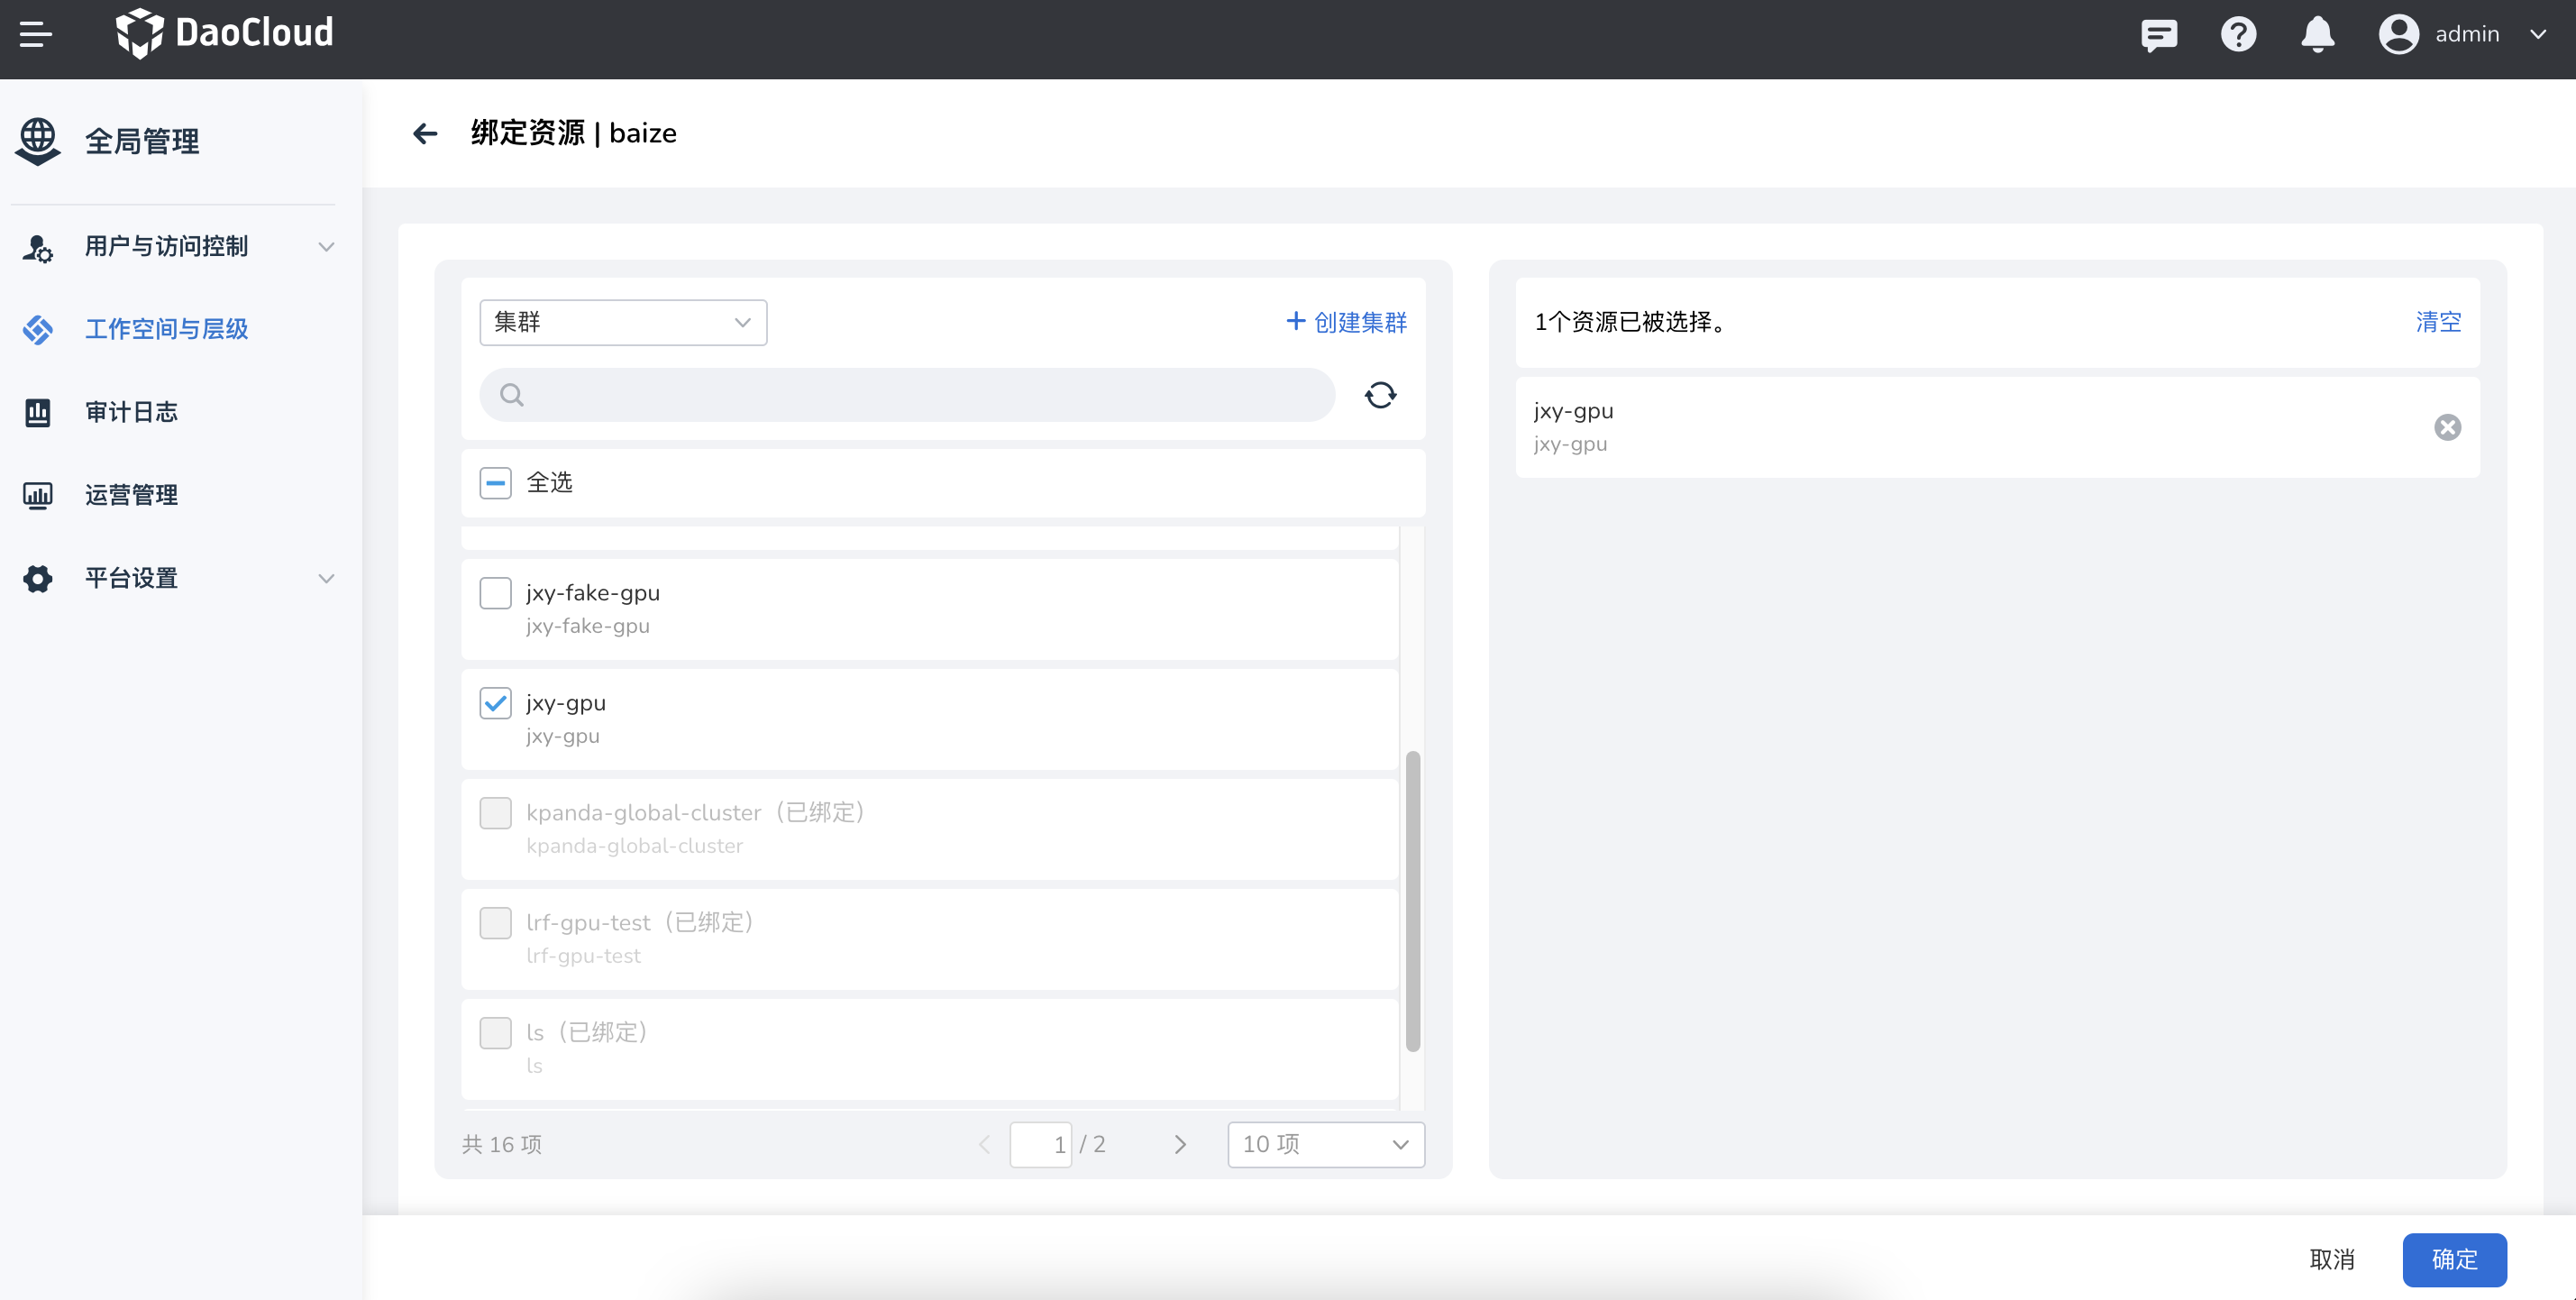 DaoCloud
admin
全局管理
用户与访问控制
工作空间与层级
审计日志
运营管理
平台设置
绑定资源 | baize
集群
创建集群
全选
jxy-fake-gpu
jxy-fake-gpu
jxy-gpu
jxy-gpu
kpanda-global-cluster（已绑定）
kpanda-global-cluster
lrf-gpu-test（已绑定）
lrf-gpu-test
ls（已绑定）
ls
共 16 项
1 / 2
10 项
1个资源已被选择。
清空
jxy-gpu
jxy-gpu
取消
确定